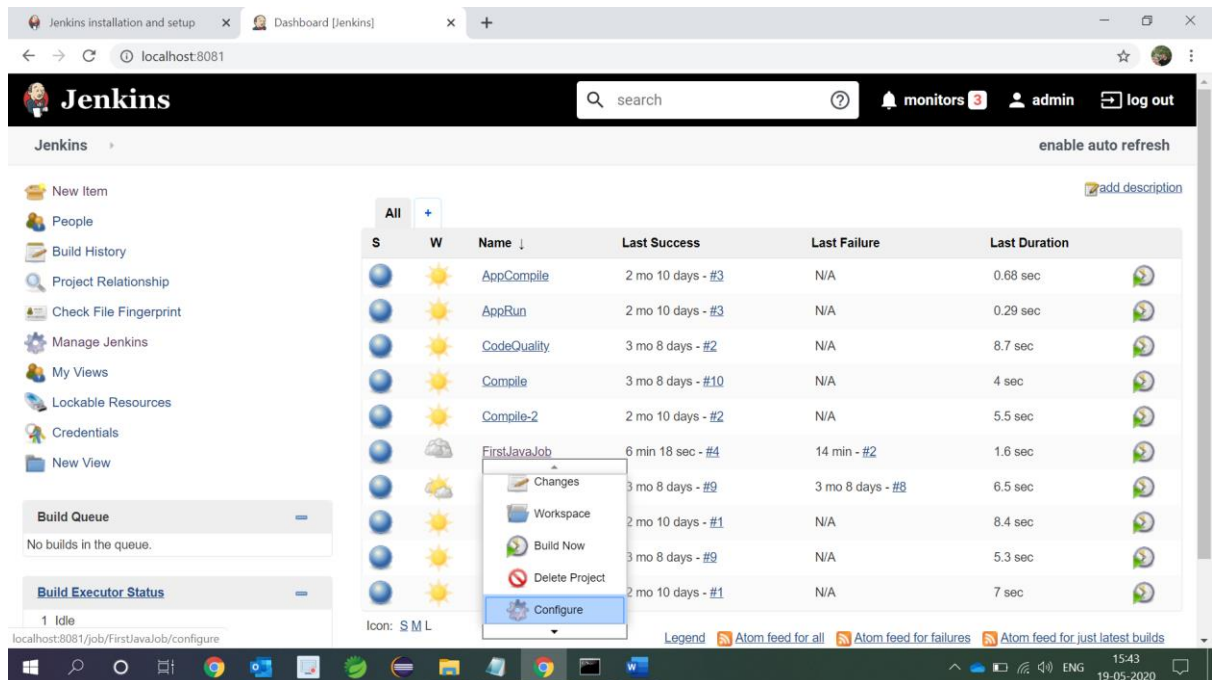 Jenkins installation and setup
Dashboard [Jenkins]
localhost:8081
Jenkins
search
monitors 3
admin
log out
Jenkins
enable auto refresh
New Item
People
Build History
Project Relationship
Check File Fingerprint
Manage Jenkins
My Views
Lockable Resources
Credentials
New View
Build Queue
No builds in the queue.
Build Executor Status
1 Idle
localhost:8081/job/FirstJavaJob/configure
add description
All +
S W Name ↓ Last Success Last Failure Last Duration
AppCompile 2 mo 10 days - #3 N/A 0.68 sec
AppRun 2 mo 10 days - #3 N/A 0.29 sec
CodeQuality 3 mo 8 days - #2 N/A 8.7 sec
Compile 3 mo 8 days - #10 N/A 4 sec
Compile-2 2 mo 10 days - #2 N/A 5.5 sec
FirstJavaJob 6 min 18 sec - #4 14 min - #2 1.6 sec
3 mo 8 days - #9 3 mo 8 days - #8 6.5 sec
2 mo 10 days - #1 N/A 8.4 sec
3 mo 8 days - #9 N/A 5.3 sec
2 mo 10 days - #1 N/A 7 sec
Changes
Workspace
Build Now
Delete Project
Configure
Icon: S M L
Legend Atom feed for all Atom feed for failures Atom feed for just latest builds
ENG
15:43
19-05-2020